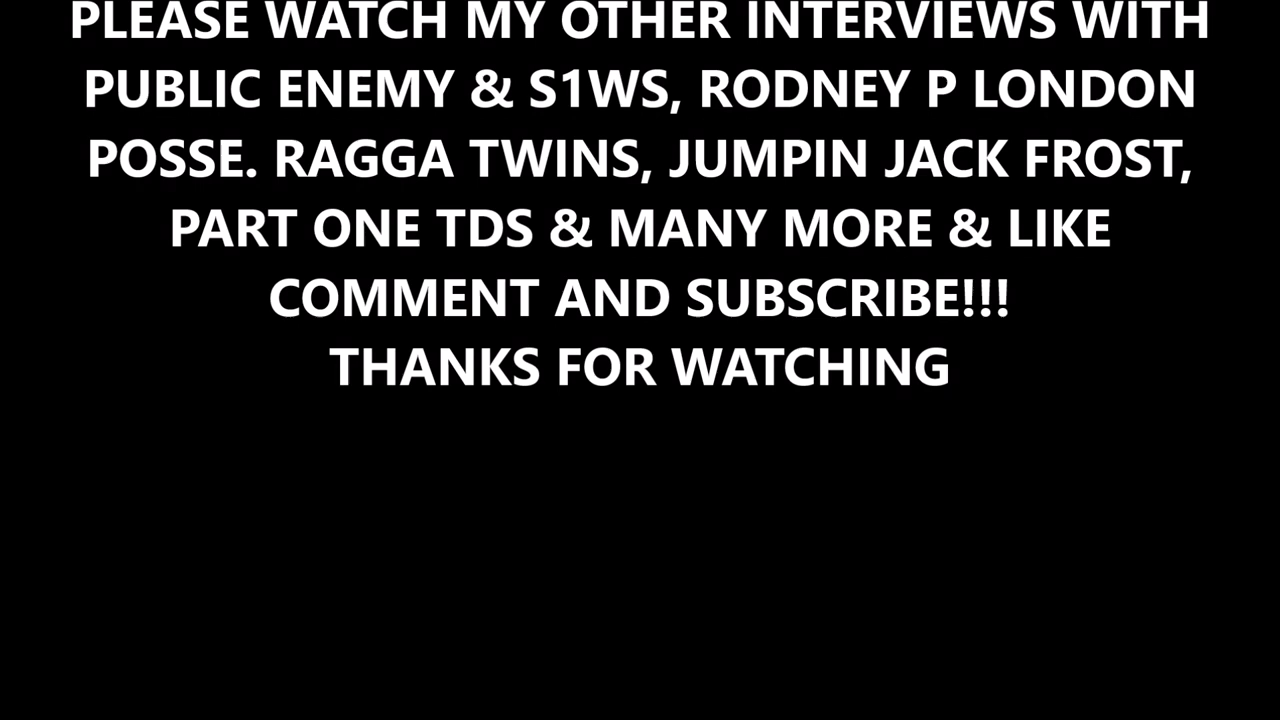 PLEASE WATCH MY OTHER INTERVIEWS WITH
PUBLIC ENEMY & S1WS, RODNEY P LONDON
POSSE. RAGGA TWINS, JUMPIN JACK FROST,
PART ONE TDS & MANY MORE & LIKE
COMMENT AND SUBSCRIBE!!!
THANKS FOR WATCHING